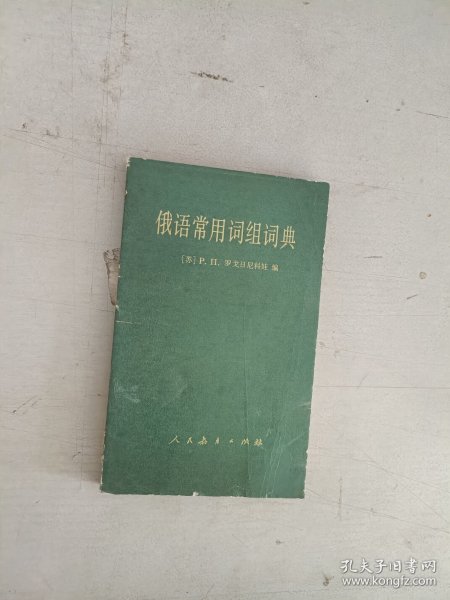 俄语常用词组词典
[苏] Р. П. 罗戈日尼科娃 编
人民教育出版社
孔夫子旧书网
www.kongfz.com